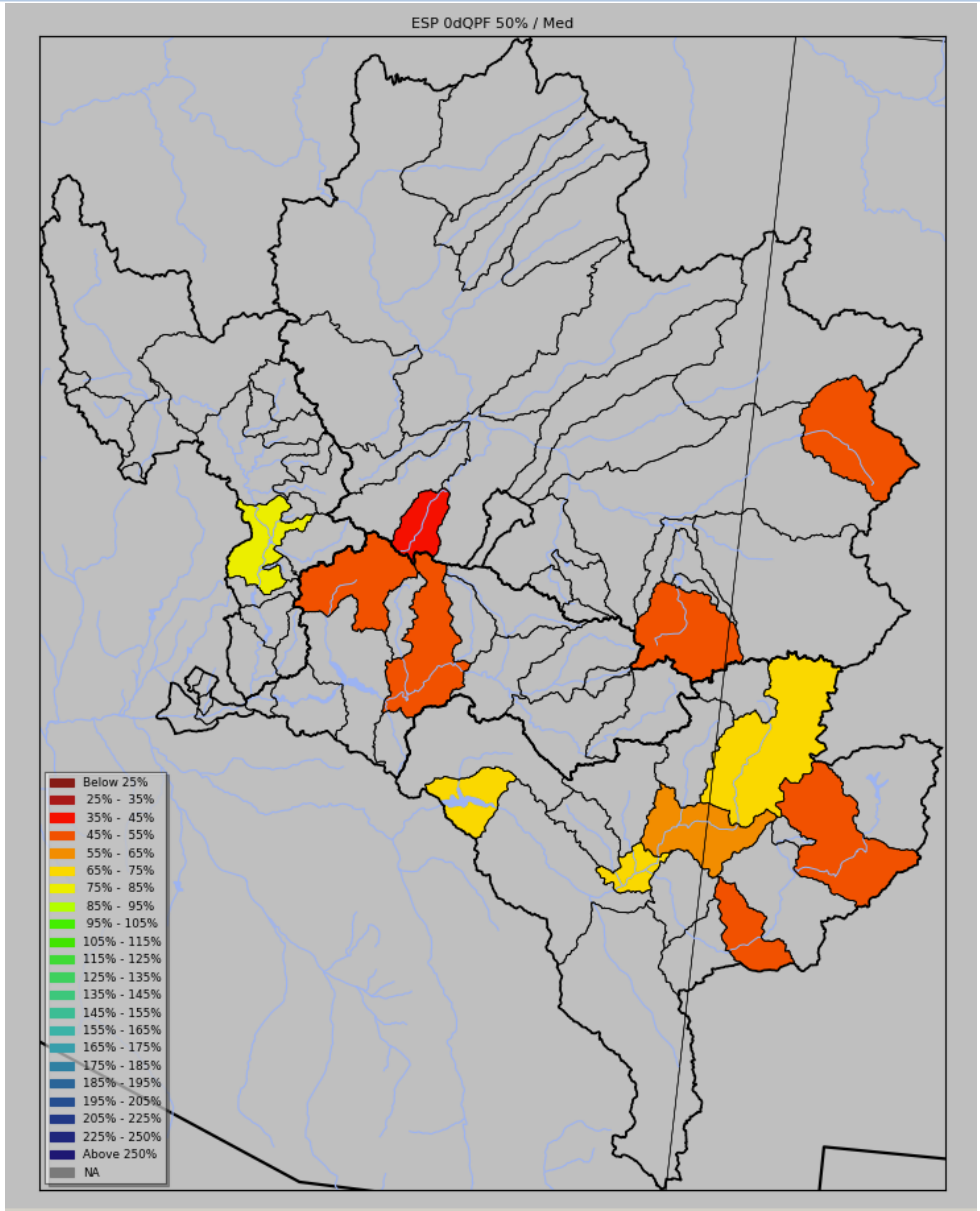 ESP 0dQPF 50% / Med
Below 25%
25% - 35%
35% - 45%
45% - 55%
55% - 65%
65% - 75%
75% - 85%
85% - 95%
95% - 105%
105% - 115%
115% - 125%
125% - 135%
135% - 145%
145% - 155%
155% - 165%
165% - 175%
175% - 185%
185% - 195%
195% - 205%
205% - 225%
225% - 250%
Above 250%
NA